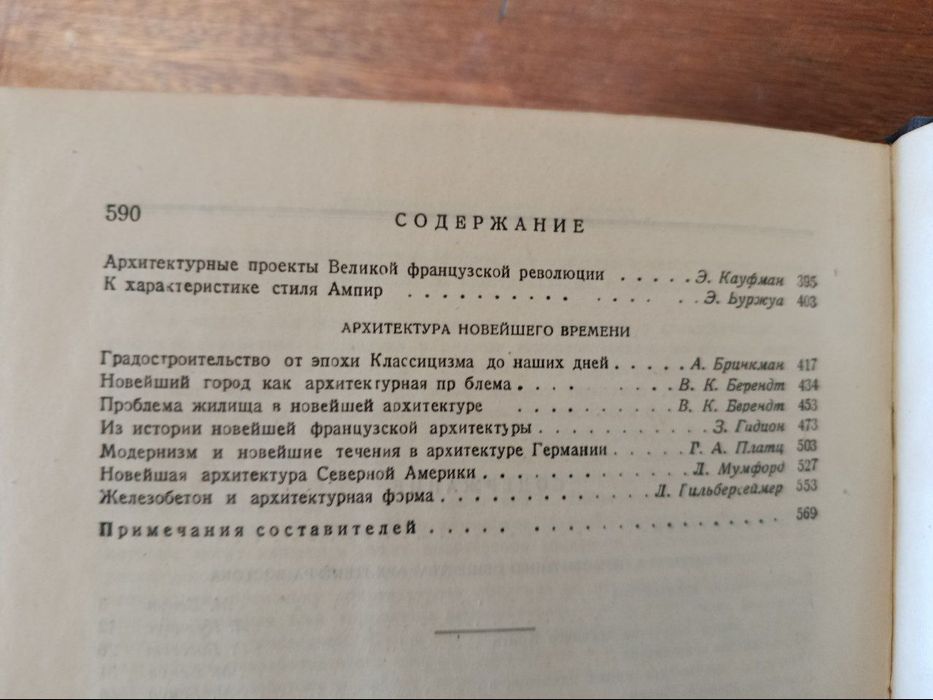 590
СОДЕРЖАНИЕ
Архитектурные проекты Великой французской революции . . . . . Э. Кауфман 395
К характеристике стиля Ампир . . . . . . . . . . . . . . . . Э. Буржуа 403
АРХИТЕКТУРА НОВЕЙШЕГО ВРЕМЕНИ
Градостроительство от эпохи Классицизма до наших дней . . . . . . А. Бринкман 417
Новейший город как архитектурная пр блема . . . . . . . . . В. К. Берендт 434
Проблема жилища в новейшей архитектуре . . . . . . . . . . . В. К. Берендт 453
Из истории новейшей французской архитектуры . . . . . . . . . . . З. Гидион 473
Модернизм и новейшие течения в архитектуре Германии . . . . . . Г. А. Платц 503
Новейшая архитектура Северной Америки . . . . . . . . . . . . . Л. Мумфорд 527
Железобетон и архитектурная форма . . . . . . . . . . . . . Л. Гильберсеймер 553
Примечания составителей . . . . . . . . . . . . . . . . . . . . 569